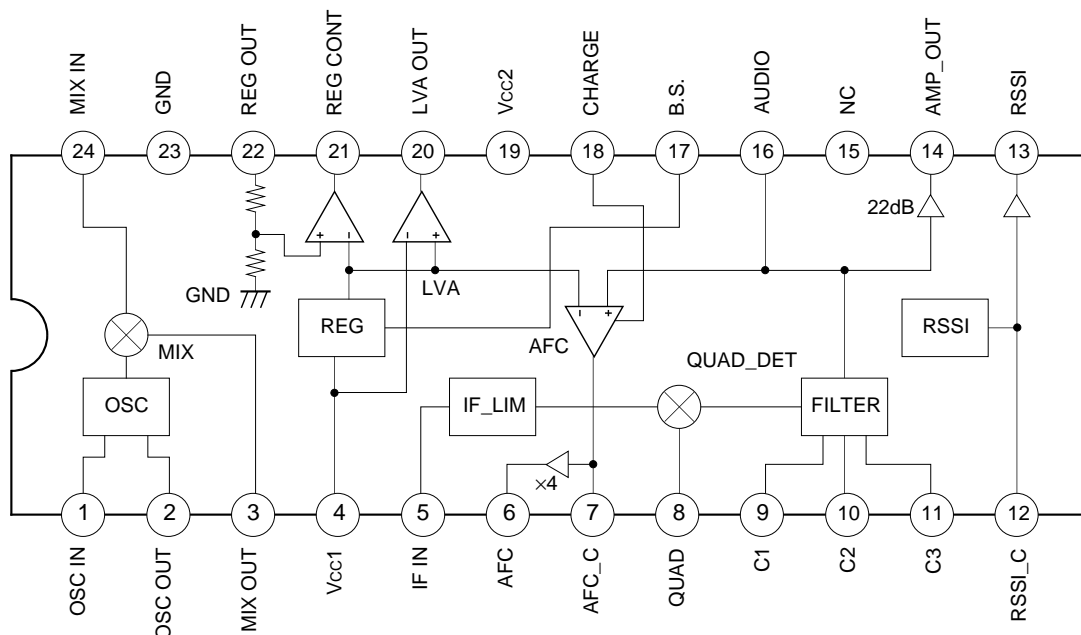 MIX IN
GND
REG OUT
REG CONT
LVA OUT
Vcc2
CHARGE
B.S.
AUDIO
NC
AMP_OUT
RSSI
24
23
22
21
20
19
18
17
16
15
14
13
22dB
+
−
−
+
GND
LVA
−
+
REG
AFC
RSSI
MIX
QUAD_DET
OSC
IF_LIM
FILTER
×4
1
2
3
4
5
6
7
8
9
10
11
12
OSC IN
OSC OUT
MIX OUT
Vcc1
IF IN
AFC
AFC_C
QUAD
C1
C2
C3
RSSI_C